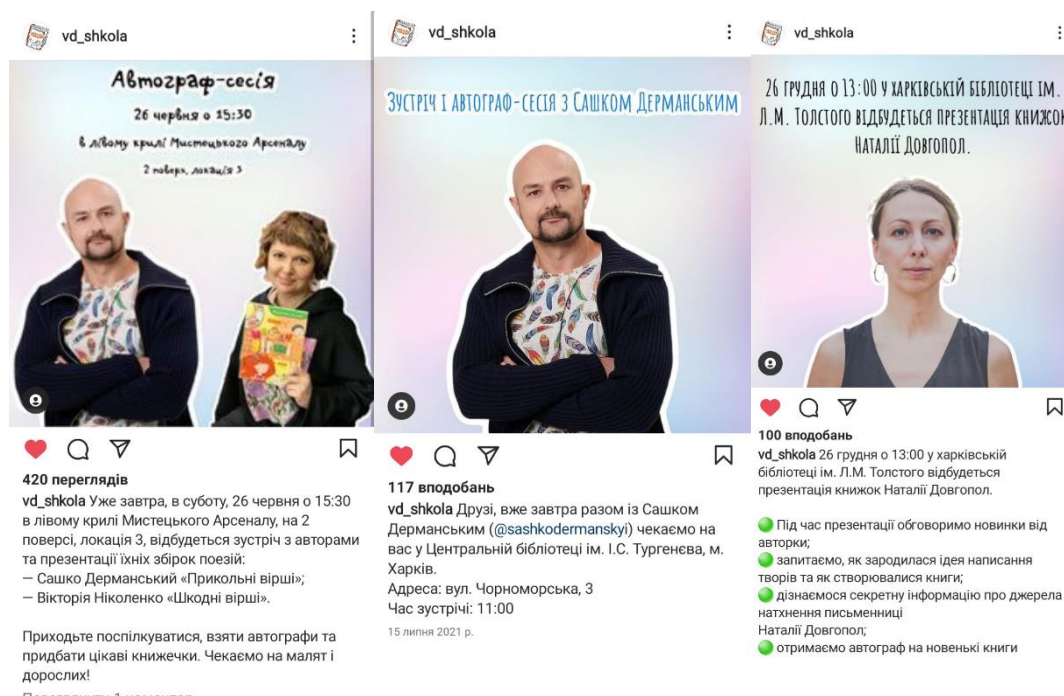 vd_shkola
Автограф-сесія
26 червня о 15:30
в лівому крилі Мистецького Арсеналу
2 поверх, локація 3
420 переглядів
vd_shkola Уже завтра, в суботу, 26 червня о 15:30
в лівому крилі Мистецького Арсеналу, на 2
поверсі, локація 3, відбудеться зустріч з авторами
та презентації їхніх збірок поезій:
— Сашко Дерманський «Прикольні вірші»;
— Вікторія Ніколенко «Шкодні вірші».
Приходьте поспілкуватися, взяти автографи та
придбати цікаві книжечки. Чекаємо на малят і
дорослих!
Переглянути 1 коментар
vd_shkola
Зустріч і автограф-сесія з Сашком Дерманським
117 вподобань
vd_shkola Друзі, вже завтра разом із Сашком
Дерманським (@sashkodermanskyi) чекаємо на
вас у Центральній бібліотеці ім. І.С. Тургенєва, м.
Харків.
Адреса: вул. Чорноморська, 3
Час зустрічі: 11:00
15 липня 2021 р.
vd_shkola
26 грудня о 13:00 у харківській бібліотеці ім.
Л.М. Толстого відбудеться презентація книжок
Наталії Довгопол.
100 вподобань
vd_shkola 26 грудня о 13:00 у харківській
бібліотеці ім. Л.М. Толстого відбудеться
презентація книжок Наталії Довгопол.
Під час презентації обговоримо новинки від
авторки;
запитаємо, як зародилася ідея написання
творів та як створювалися книги;
дізнаємося секретну інформацію про джерела
натхнення письменниці
Наталії Довгопол;
отримаємо автограф на новенькі книги